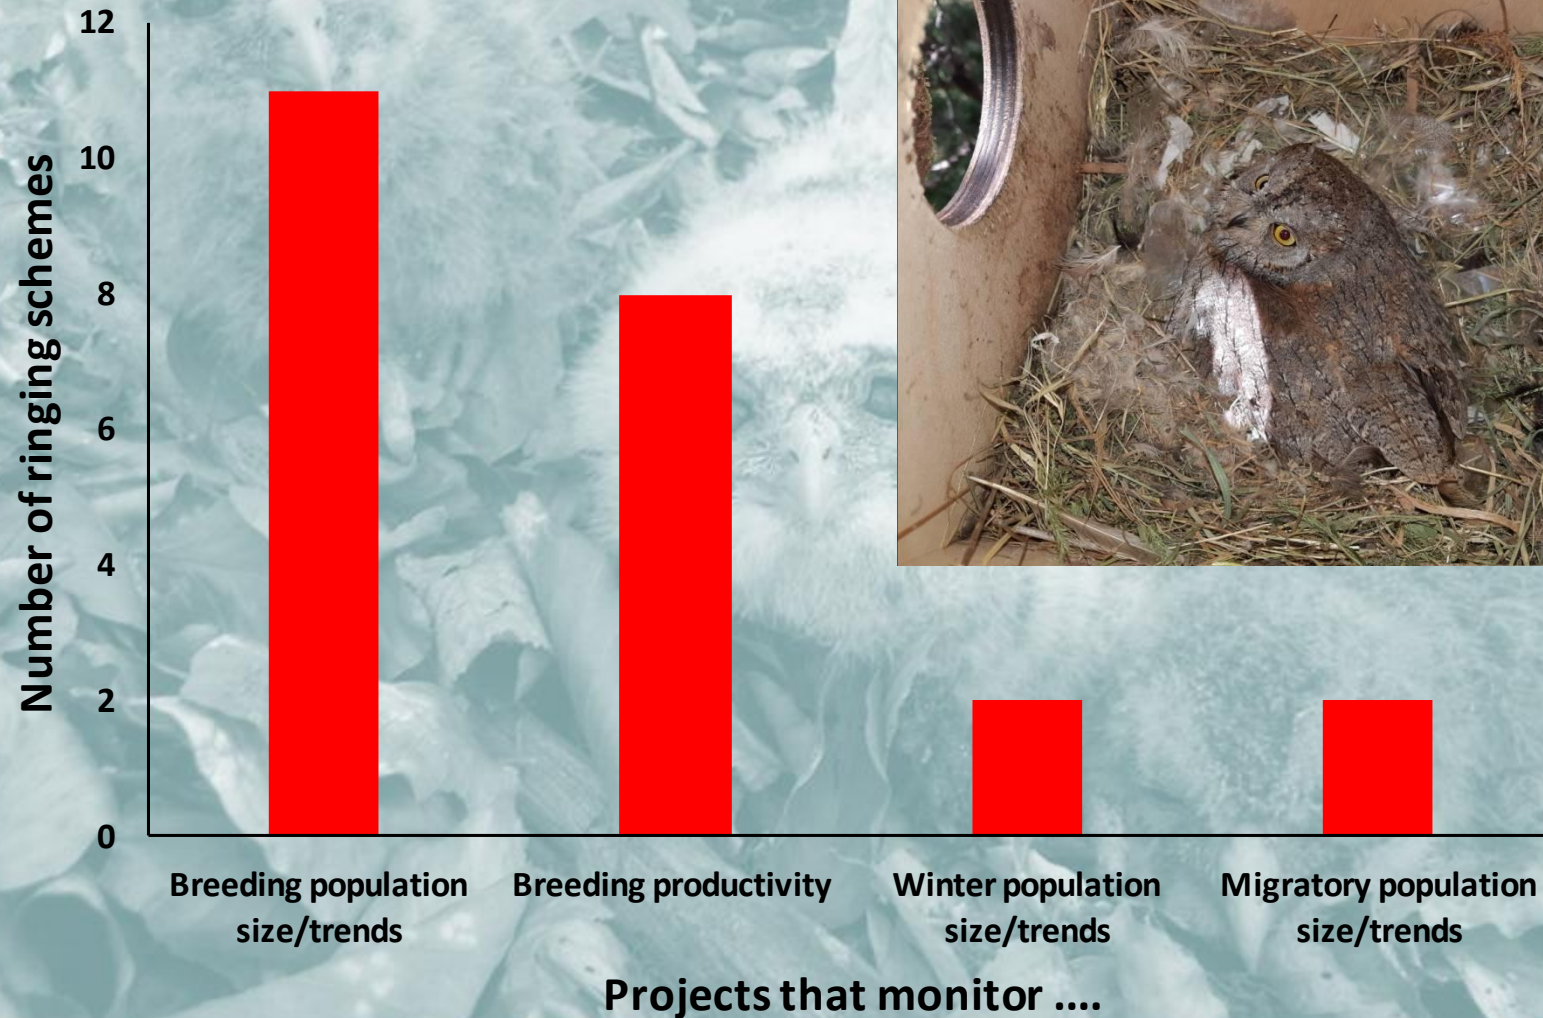 12
10
8
6
4
2
0
Number of ringing schemes
Breeding population
size/trends
Breeding productivity
Winter population
size/trends
Migratory population
size/trends
Projects that monitor ....